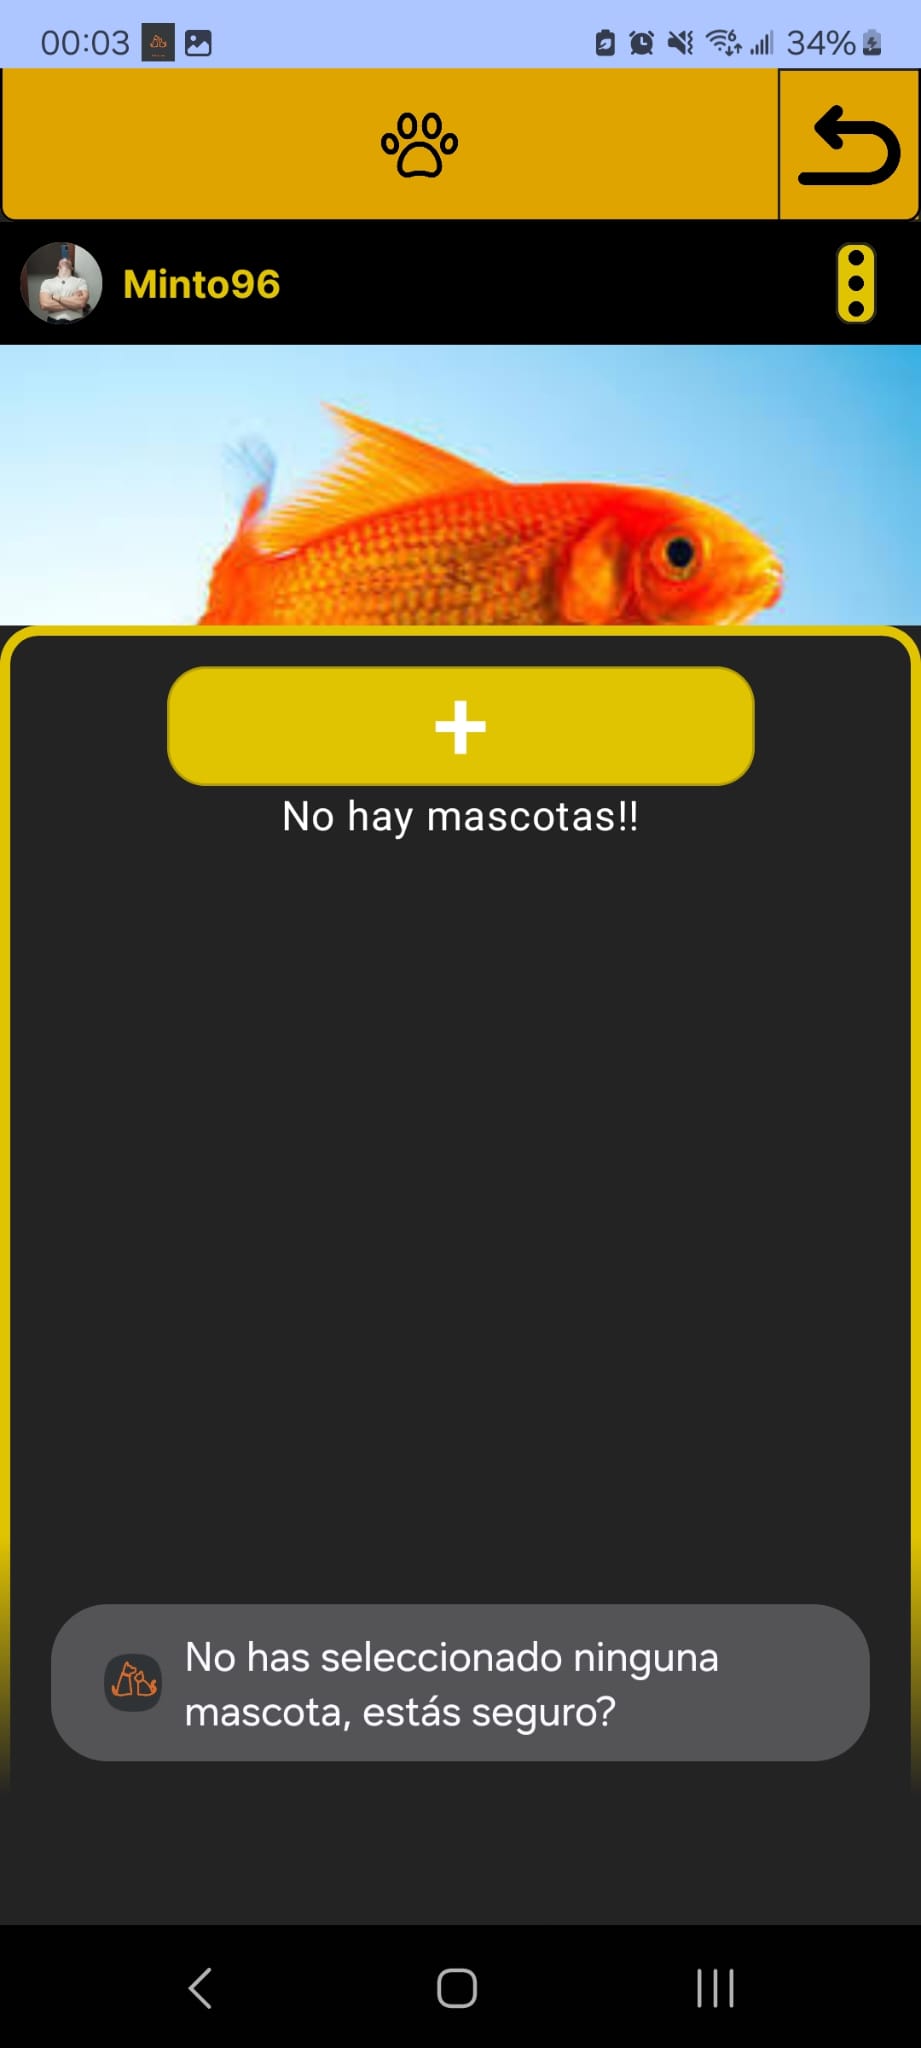 00:03 34%
Minto96
No hay mascotas!!
No has seleccionado ninguna
mascota, estás seguro?